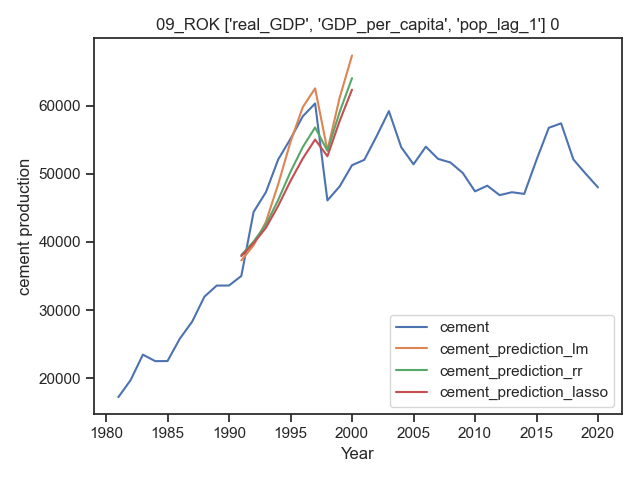 09_ROK ['real_GDP', 'GDP_per_capita', 'pop_lag_1'] 0
60000
50000
40000
30000
20000
cement production
cement
cement_prediction_lm
cement_prediction_rr
cement_prediction_lasso
1980 1985 1990 1995 2000 2005 2010 2015 2020
Year